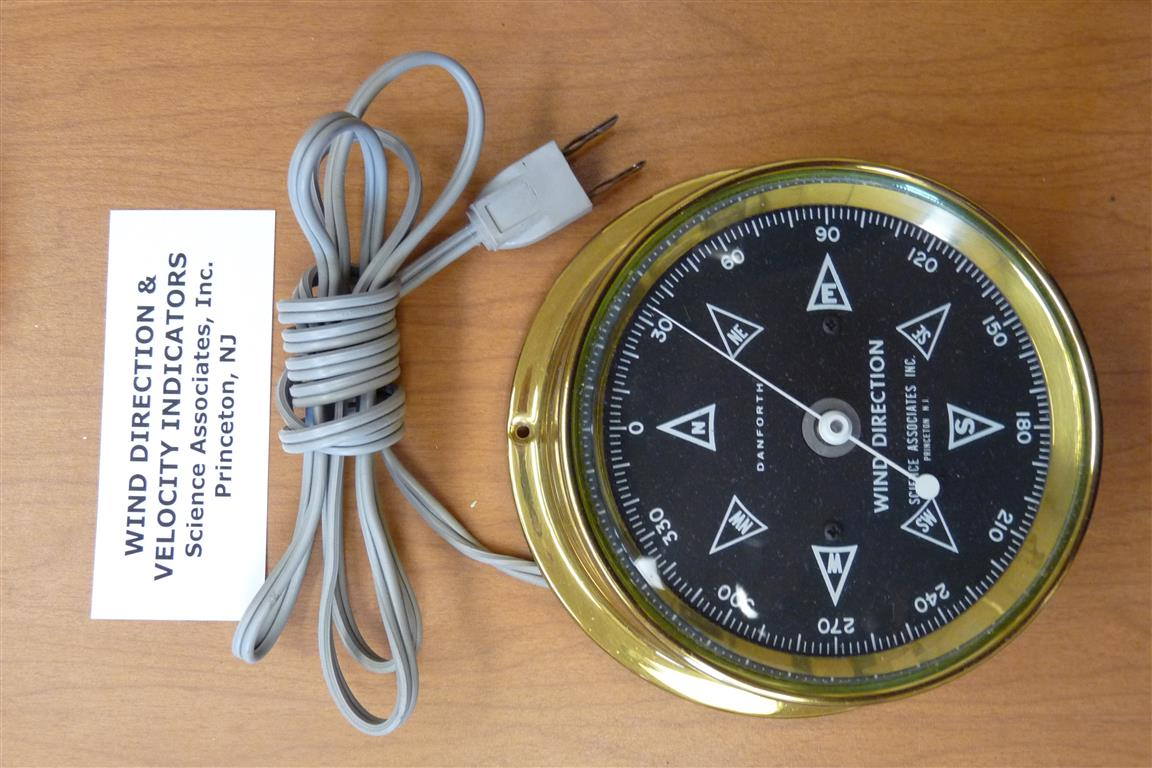 WIND DIRECTION &
VELOCITY INDICATORS
Science Associates, Inc.
Princeton, NJ
0
30
60
90
120
150
180
210
240
270
300
330
N
NE
E
SE
S
SW
W
NW
DANFORTH
WIND DIRECTION
SCIENCE ASSOCIATES INC.
PRINCETON N.J.